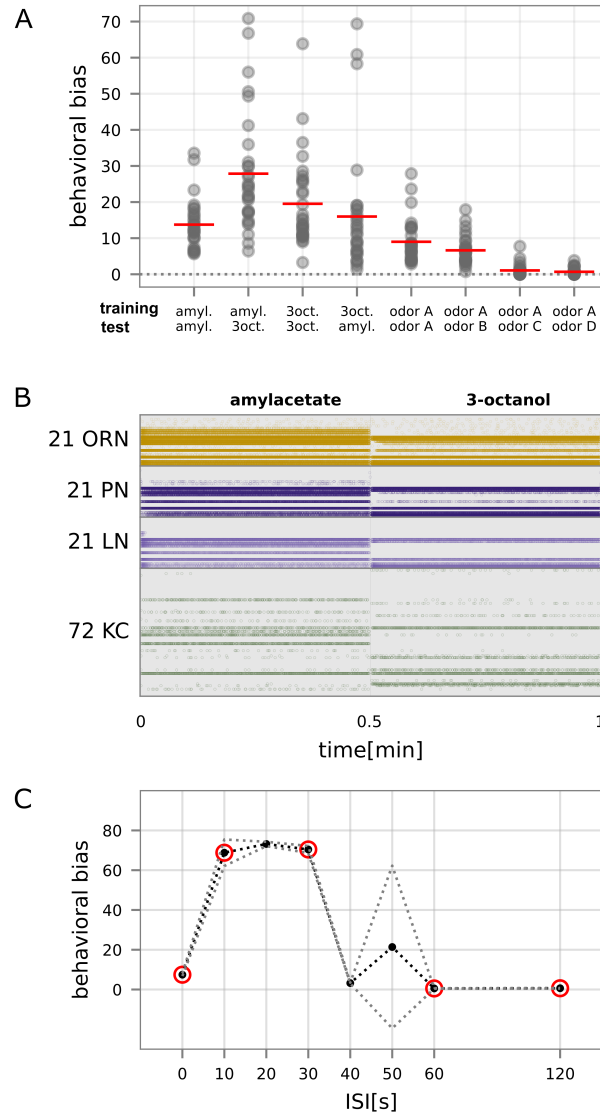 A
behavioral bias
70
60
50
40
30
20
10
0
training amyl. amyl. 3oct. 3oct. odor A odor A odor A odor A
test amyl. 3oct. 3oct. amyl. odor A odor B odor C odor D
B
amylacetate 3-octanol
21 ORN
21 PN
21 LN
72 KC
0 0.5 1
time[min]
C
behavioral bias
80
60
40
20
0
0 10 20 30 40 50 60 120
ISI[s]